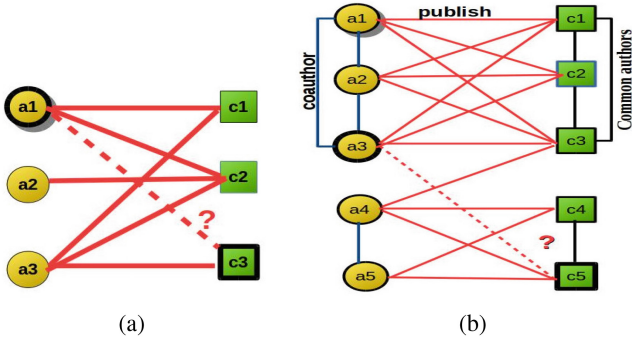 a1
a2
a3
c1
c2
c3
?
(a)
publish
coauthor
Common authors
a1
a2
a3
a4
a5
c1
c2
c3
c4
c5
?
(b)